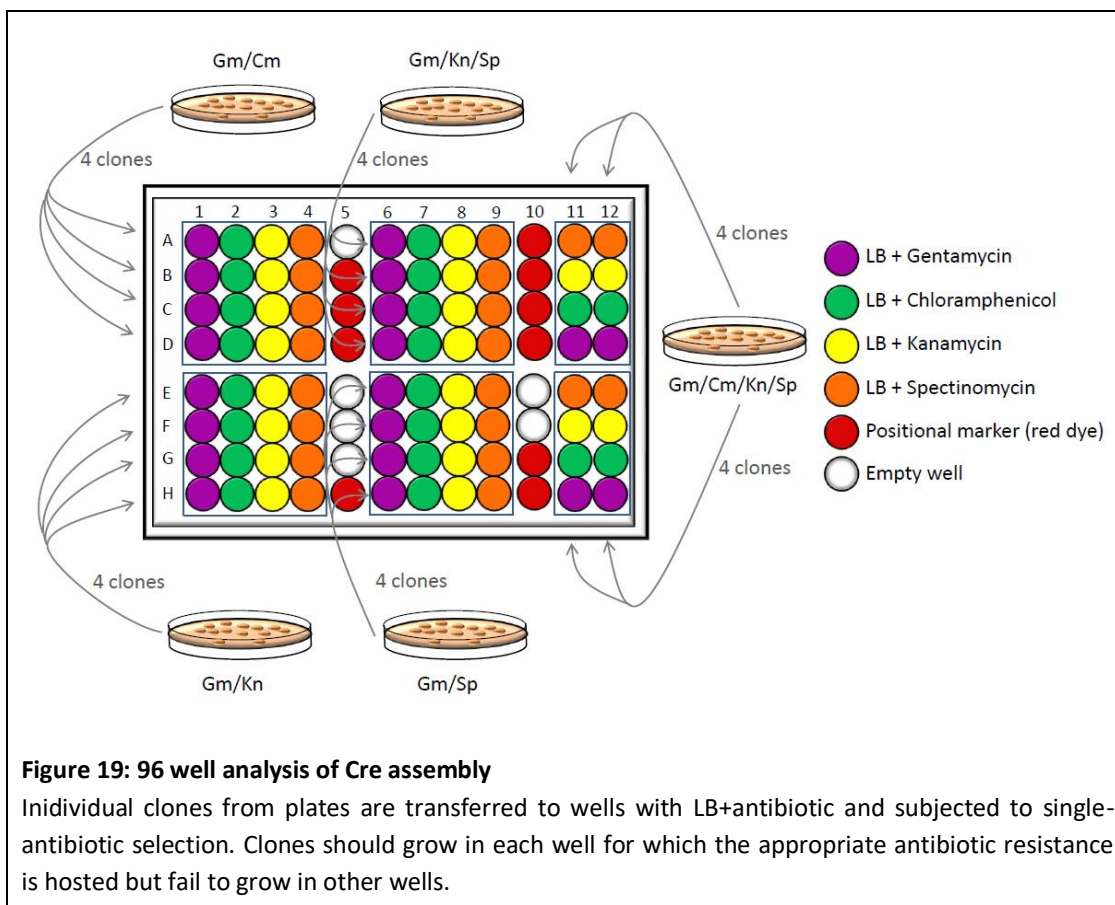 Gm/Cm
Gm/Kn/Sp
4 clones
4 clones
4 clones
1 2 3 4 5 6 7 8 9 10 11 12
A
B
C
D
E
F
G
H
LB + Gentamycin
LB + Chloramphenicol
LB + Kanamycin
LB + Spectinomycin
Positional marker (red dye)
Empty well
Gm/Cm/Kn/Sp
4 clones
4 clones
4 clones
Gm/Kn
Gm/Sp
Figure 19: 96 well analysis of Cre assembly
Inidividual clones from plates are transferred to wells with LB+antibiotic and subjected to single-
antibiotic selection. Clones should grow in each well for which the appropriate antibiotic resistance
is hosted but fail to grow in other wells.